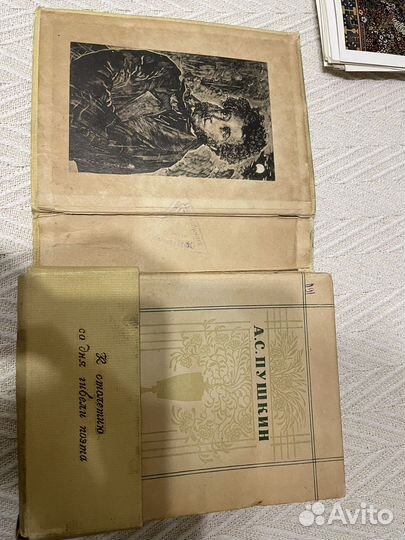 К столетию
со дня гибели поэта
А.С.ПУШКИН
Avito